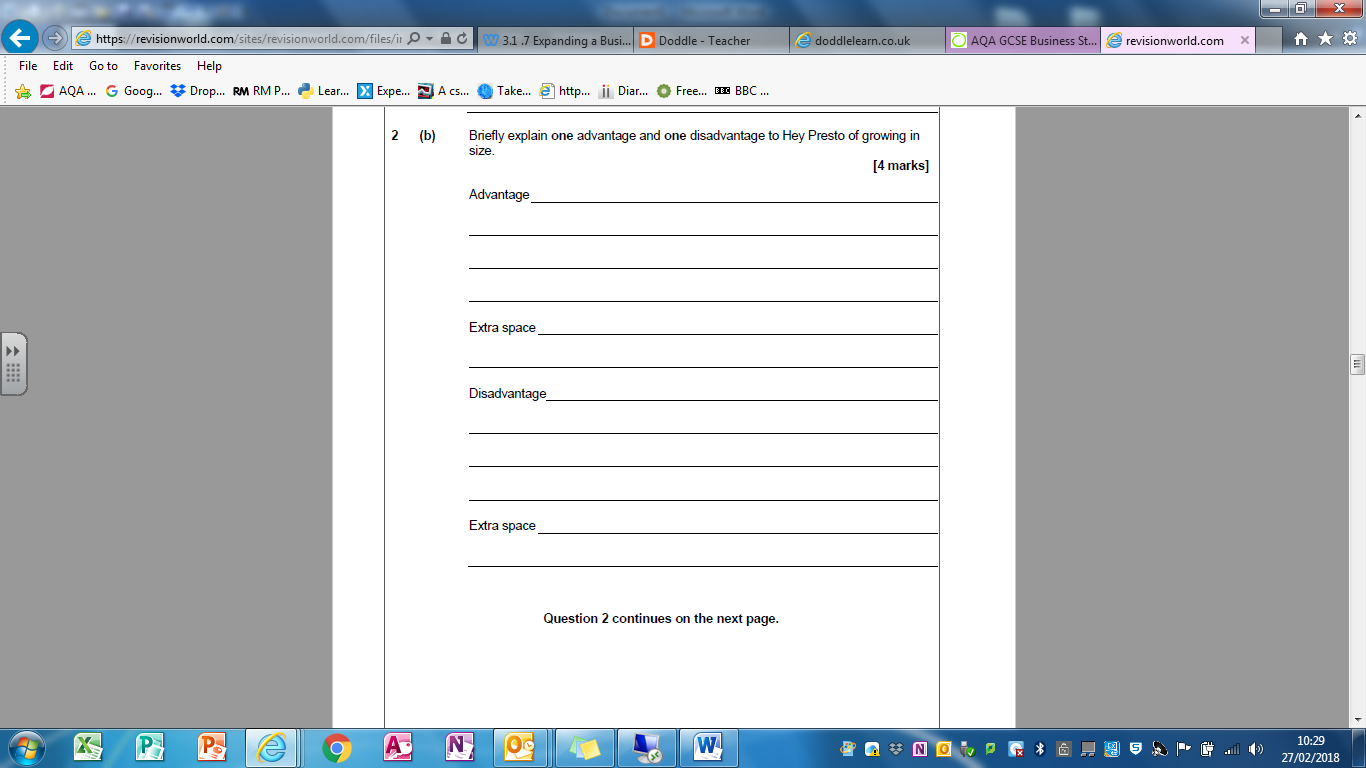 https://revisionworld.com/sites/revisionworld.com/files/ir
3.1 .7 Expanding a Busi...
Doddle - Teacher
doddlelearn.co.uk
AQA GCSE Business St...
revisionworld.com
File Edit Go to Favorites Help
AQA ... Goog... Drop... RM RM P... Lear... Expe... A cs... Take... http... Diar... Free... BBC BBC ...
2 (b) Briefly explain one advantage and one disadvantage to Hey Presto of growing in
size.
[4 marks]
Advantage
Extra space
Disadvantage
Extra space
Question 2 continues on the next page.
10:29
27/02/2018